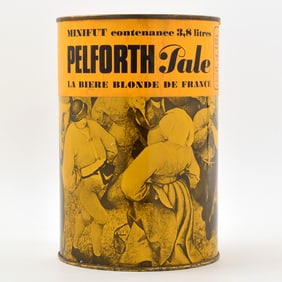 MINIFUT contenance 3,8 litres
PELFORTH Pale
LA BIERE BLONDE DE FRANCE